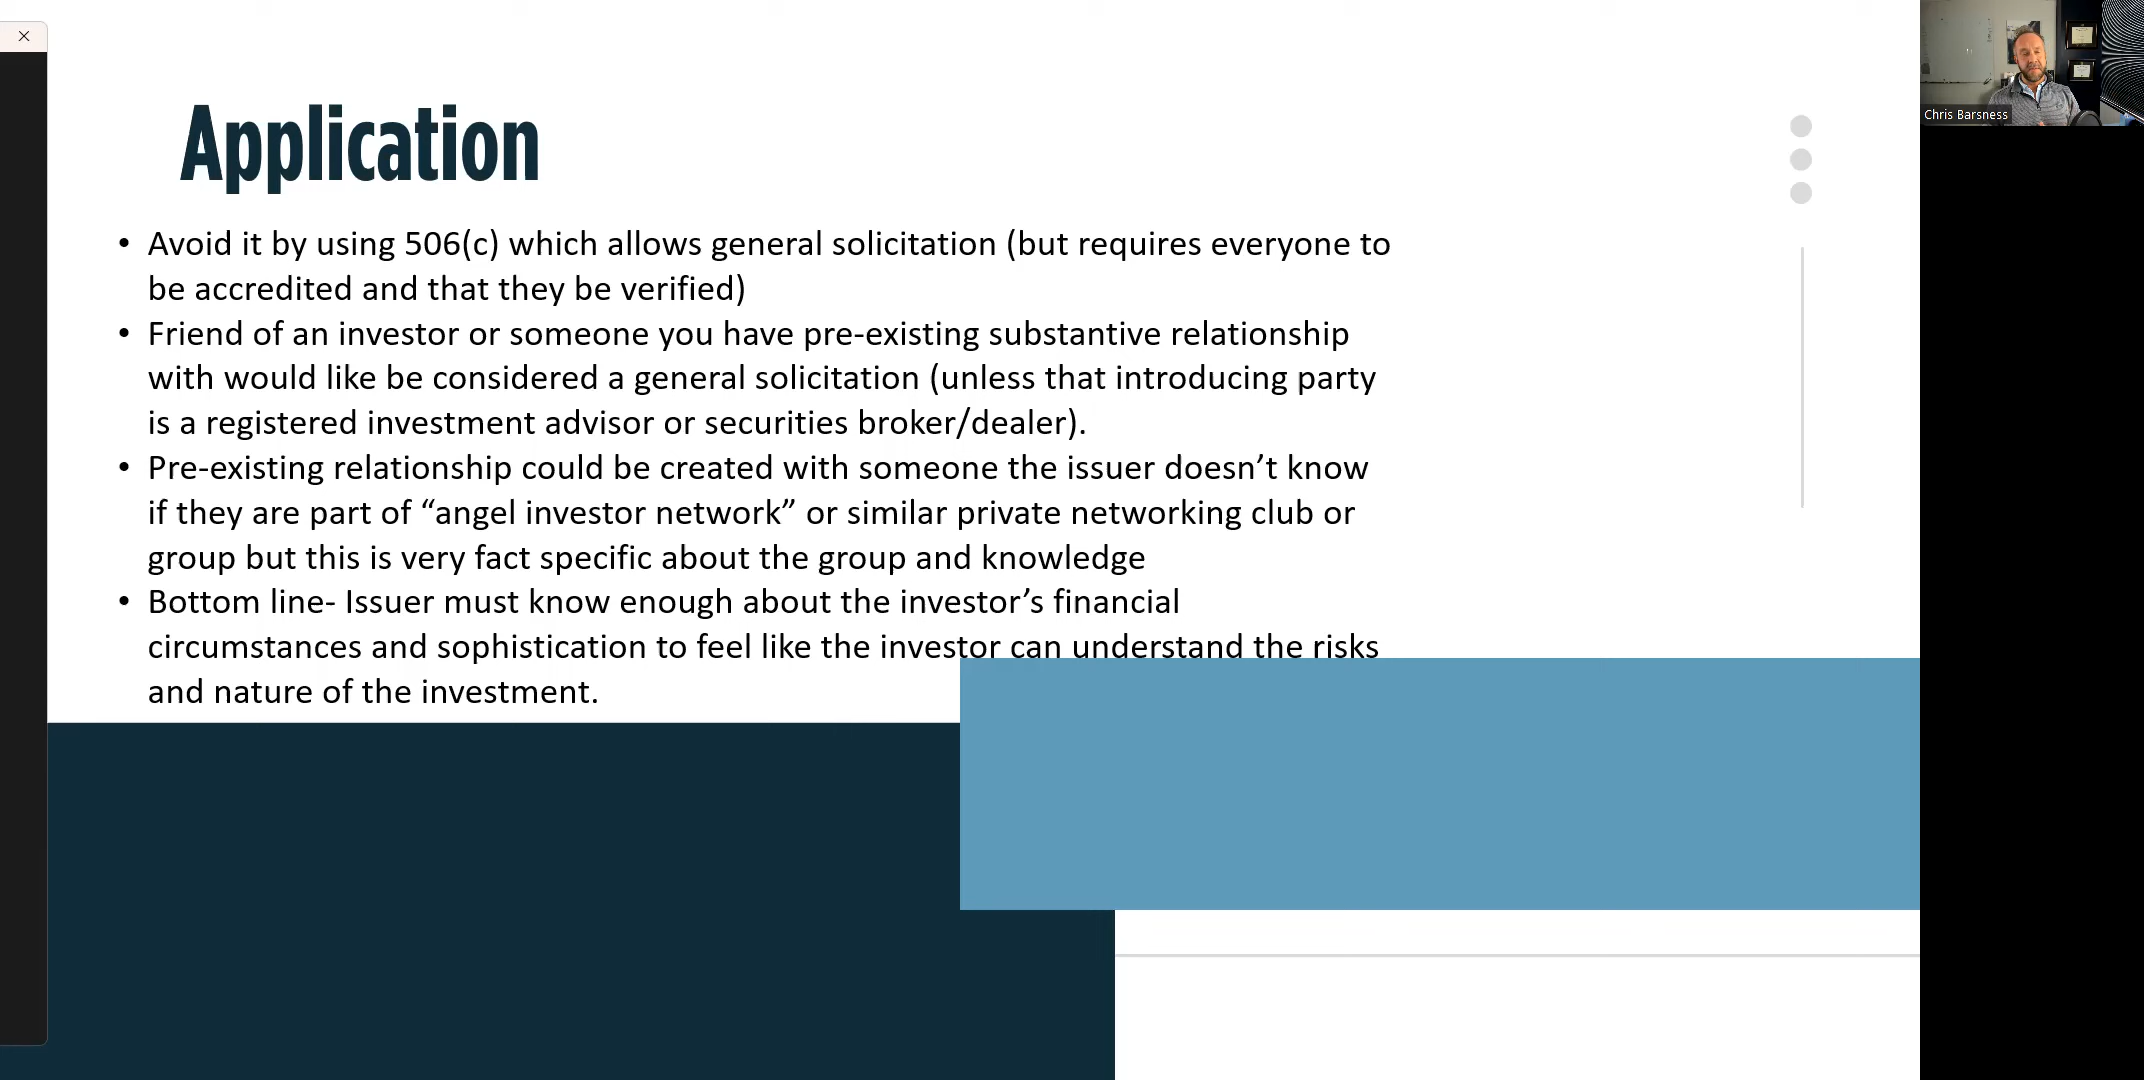 Application
• Avoid it by using 506(c) which allows general solicitation (but requires everyone to
be accredited and that they be verified)
• Friend of an investor or someone you have pre-existing substantive relationship
with would like be considered a general solicitation (unless that introducing party
is a registered investment advisor or securities broker/dealer).
• Pre-existing relationship could be created with someone the issuer doesn’t know
if they are part of “angel investor network” or similar private networking club or
group but this is very fact specific about the group and knowledge
• Bottom line- Issuer must know enough about the investor’s financial
circumstances and sophistication to feel like the investor can understand the risks
and nature of the investment.
Chris Barsness